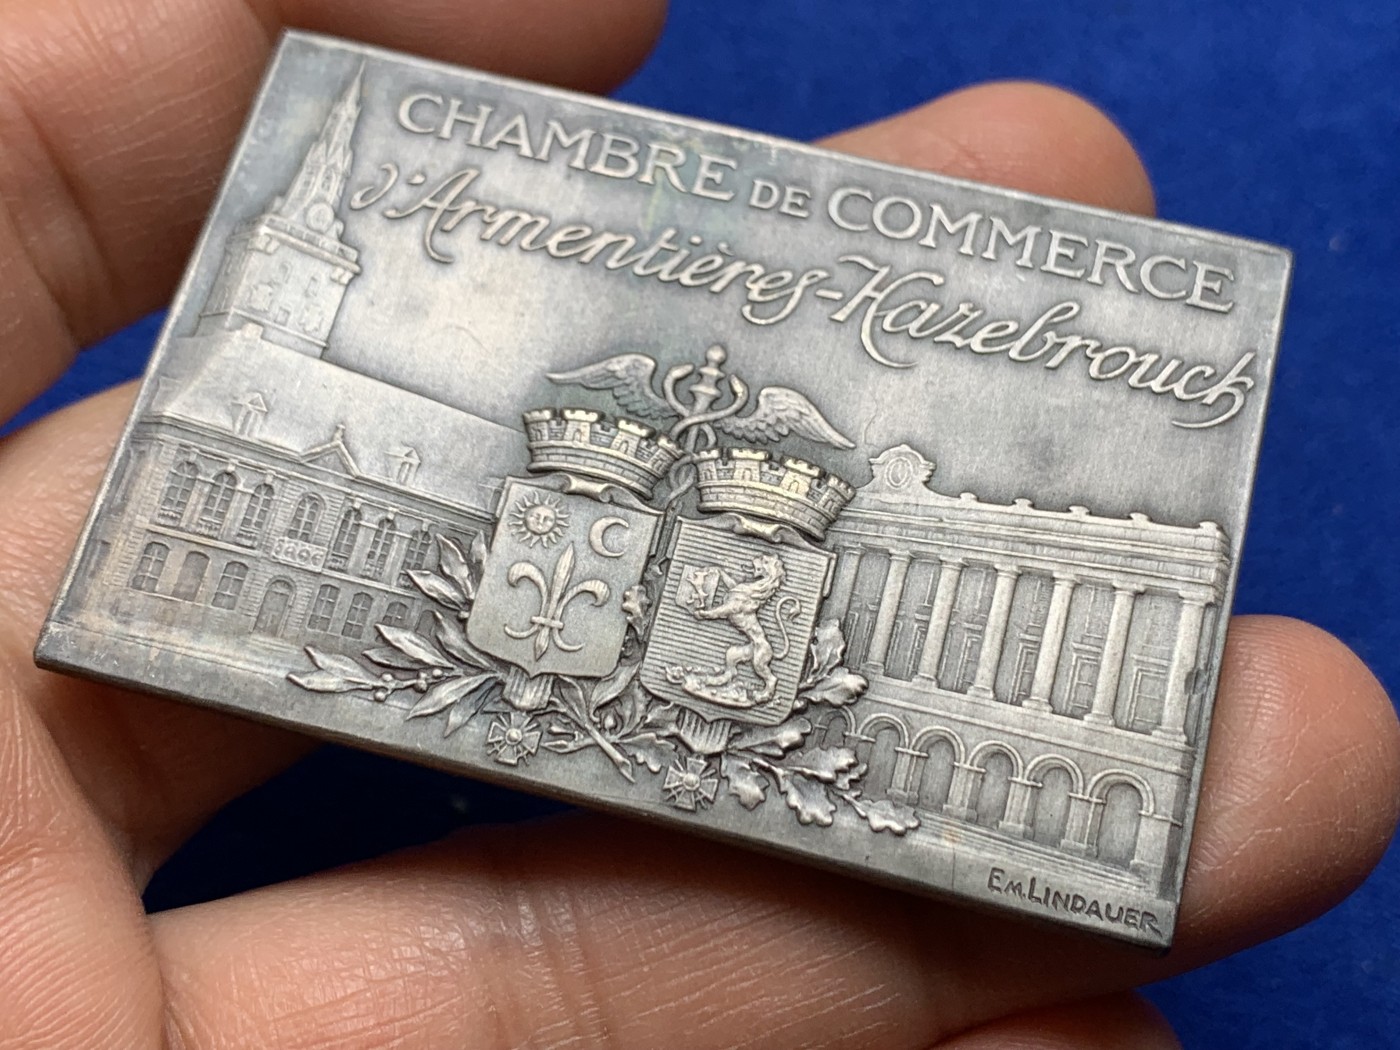 CHAMBRE DE COMMERCE
d'Armentières-Hazebrouck
EM. LINDAUER